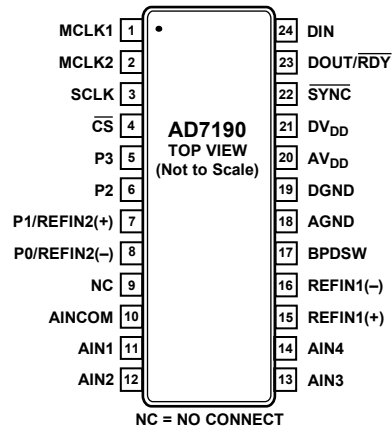 MCLK1 1
MCLK2 2
SCLK 3
C̅S̅ 4
P3 5
P2 6
P1/REFIN2(+) 7
P0/REFIN2(–) 8
NC 9
AINCOM 10
AIN1 11
AIN2 12
AD7190
TOP VIEW
(Not to Scale)
24 DIN
23 DOUT/R̅D̅Y̅
22 S̅Y̅N̅C̅
21 DVDD
20 AVDD
19 DGND
18 AGND
17 BPDSW
16 REFIN1(–)
15 REFIN1(+)
14 AIN4
13 AIN3
NC = NO CONNECT